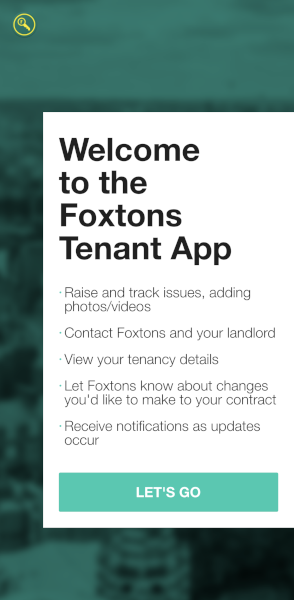 Welcome
to the
Foxtons
Tenant App
· Raise and track issues, adding
photos/videos
· Contact Foxtons and your landlord
· View your tenancy details
· Let Foxtons know about changes
you'd like to make to your contract
· Receive notifications as updates
occur
LET'S GO